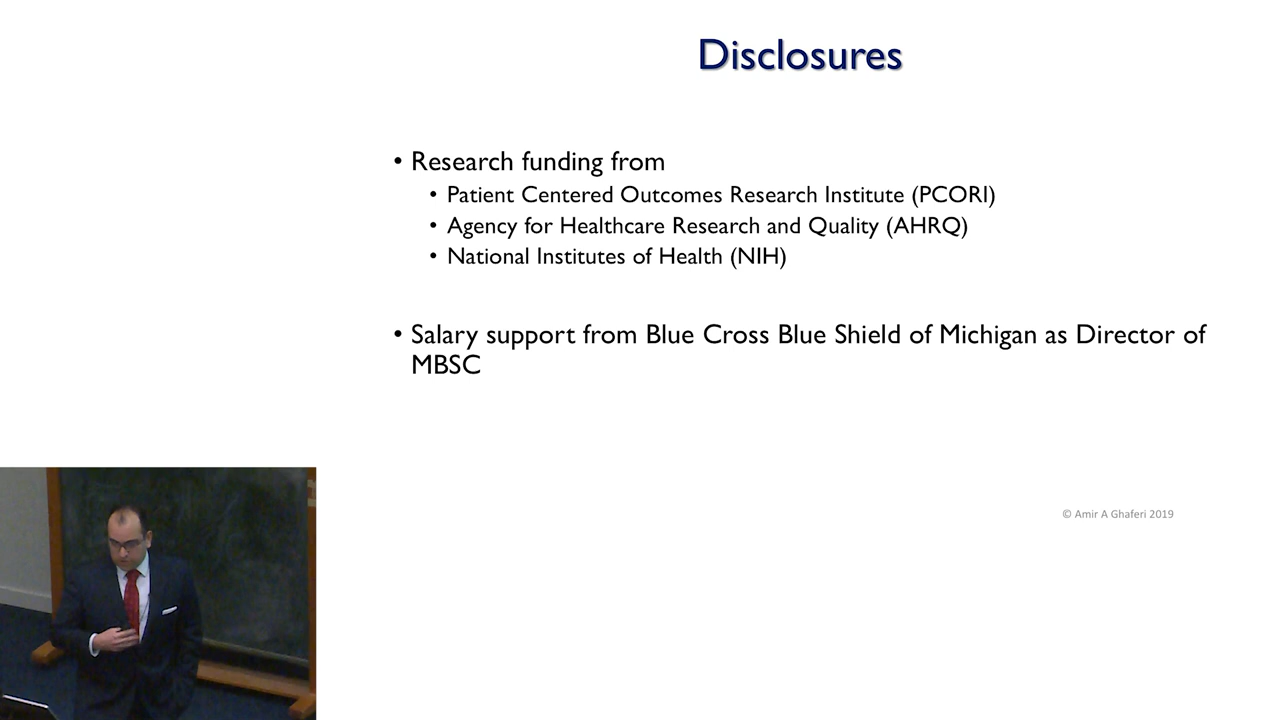 Disclosures
• Research funding from
• Patient Centered Outcomes Research Institute (PCORI)
• Agency for Healthcare Research and Quality (AHRQ)
• National Institutes of Health (NIH)
• Salary support from Blue Cross Blue Shield of Michigan as Director of
MBSC
© Amir A Ghaferi 2019